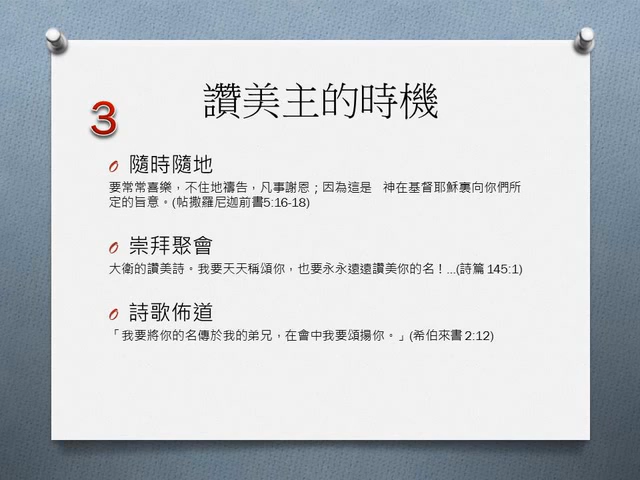 讚美主的時機
3
隨時隨地
要常常喜樂，不住地禱告，凡事謝恩；因為這是　神在基督耶穌裏向你們所
定的旨意。(帖撒羅尼迦前書5:16-18)
崇拜聚會
大衛的讚美詩。我要天天稱頌你，也要永永遠遠讚美你的名！...(詩篇 145:1)
詩歌佈道
「我要將你的名傳於我的弟兄，在會中我要頌揚你。」(希伯來書 2:12)